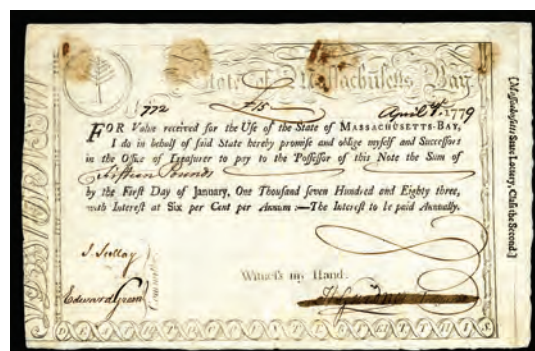 State of Massachusetts Bay
N 772 £15 April 1st 1779
FOR Value received for the Use of the State of MASSACHUSETTS-BAY,
I do in behalf of said State hereby promise and oblige myself and Successors
in the Office of Treasurer to pay to the Possessor of this Note the Sum of
Fifteen Pounds
by the First Day of January, One Thousand seven Hundred and Eighty three,
with Interest at Six per Cent per Annum :—The Interest to be paid Annually.
Committee
Witness my Hand.
[Massachusetts State Lottery, Class the Second.]